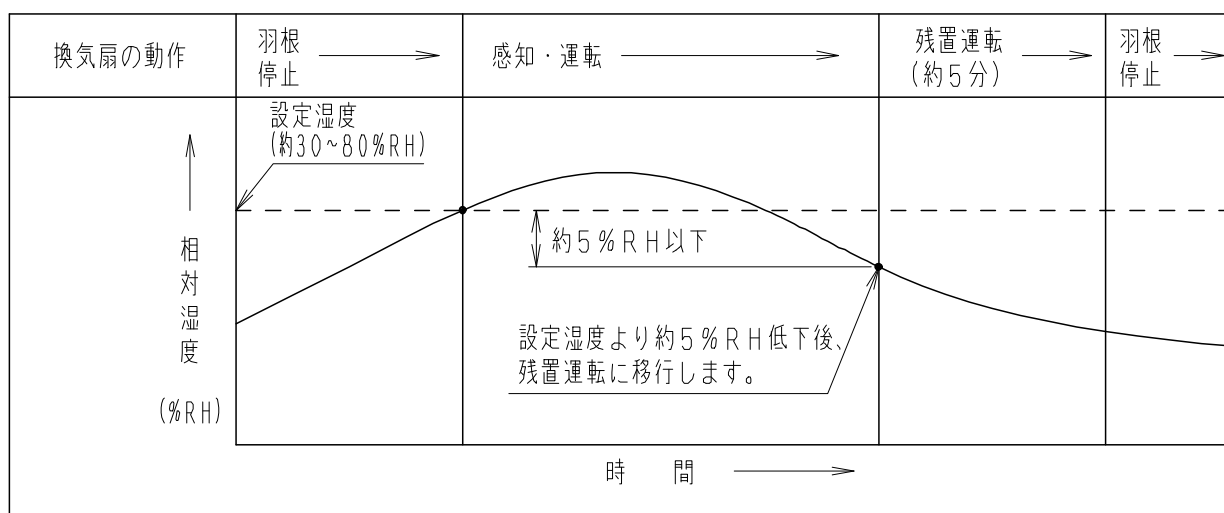 換気扇の動作
羽根
停止
感知・運転
残置運転
(約5分)
羽根
停止
設定湿度
(約30~80%RH)
相対湿度
(%RH)
約5%RH以下
設定湿度より約5%RH低下後、
残置運転に移行します。
時 間